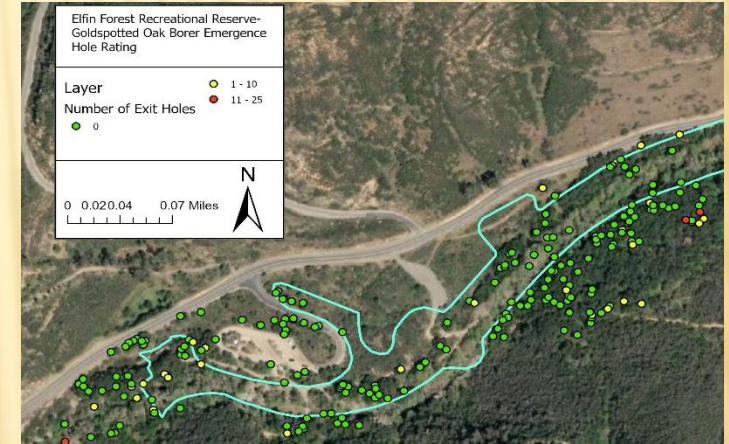 Elfin Forest Recreational Reserve-
Goldspotted Oak Borer Emergence
Hole Rating
Layer
Number of Exit Holes
0
1 - 10
11 - 25
0 0.020.04 0.07 Miles
N